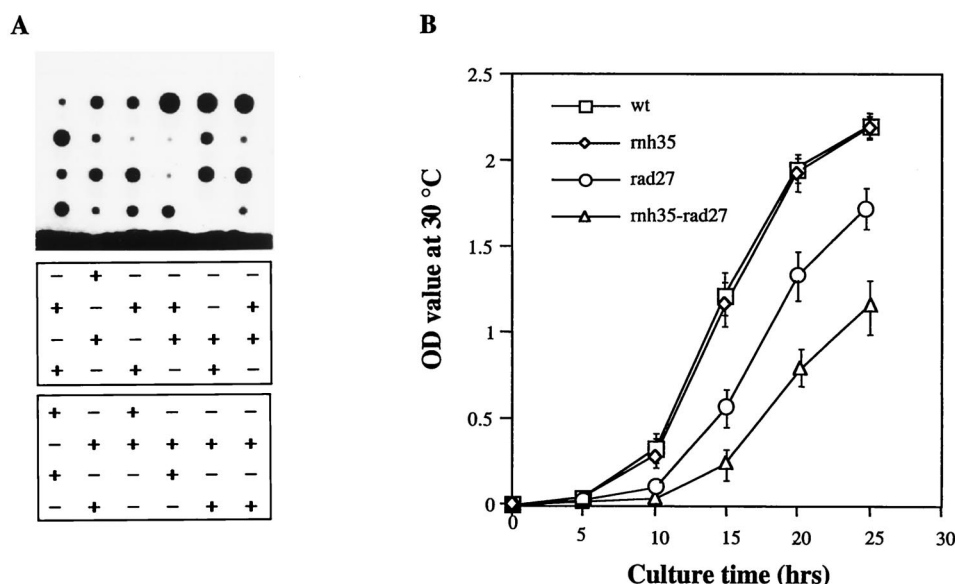 A
B
− + − − − −
+ − + + − +
− + − + + +
+ − + − + −
+ − + − − −
− + + + + +
+ − − + − −
− + − − + +
2.5
2
1.5
1
0.5
0
wt
rnh35
rad27
rnh35-rad27
OD value at 30 °C
0 5 10 15 20 25 30
Culture time (hrs)